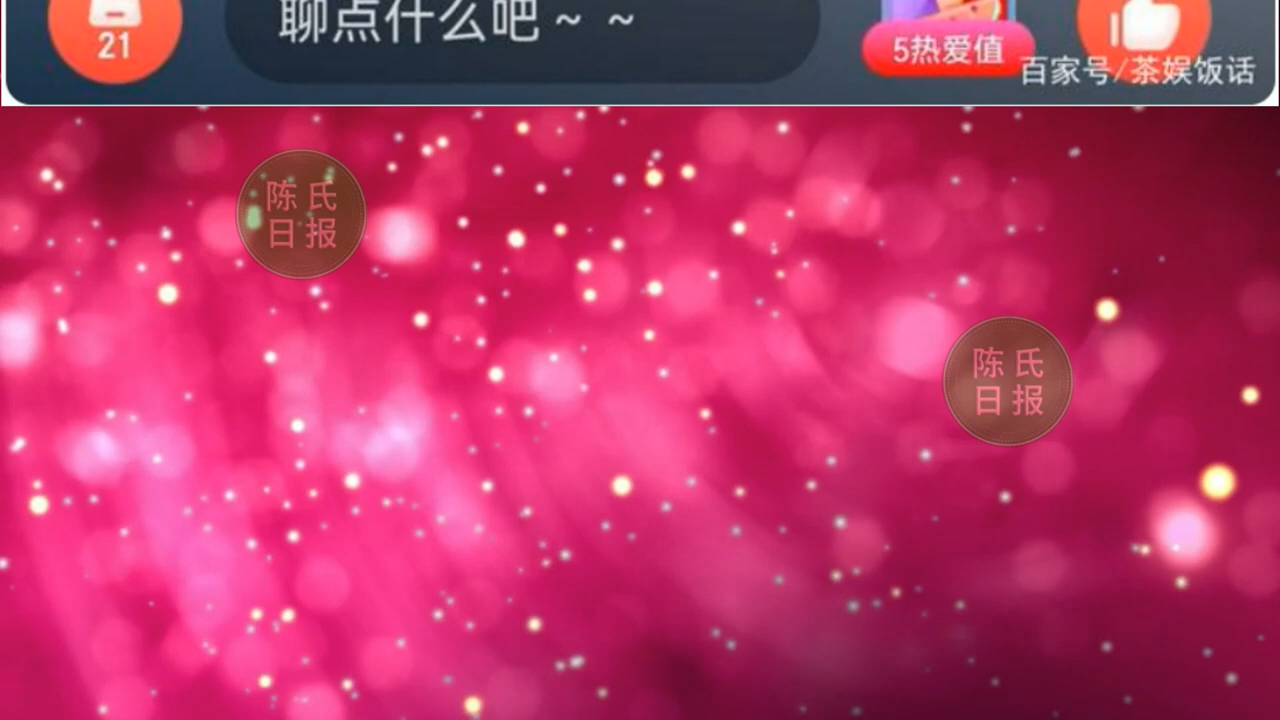 聊点什么吧~ ~
21
5热爱值
百家号/茶娱饭话
陈氏
日报
陈氏
日报